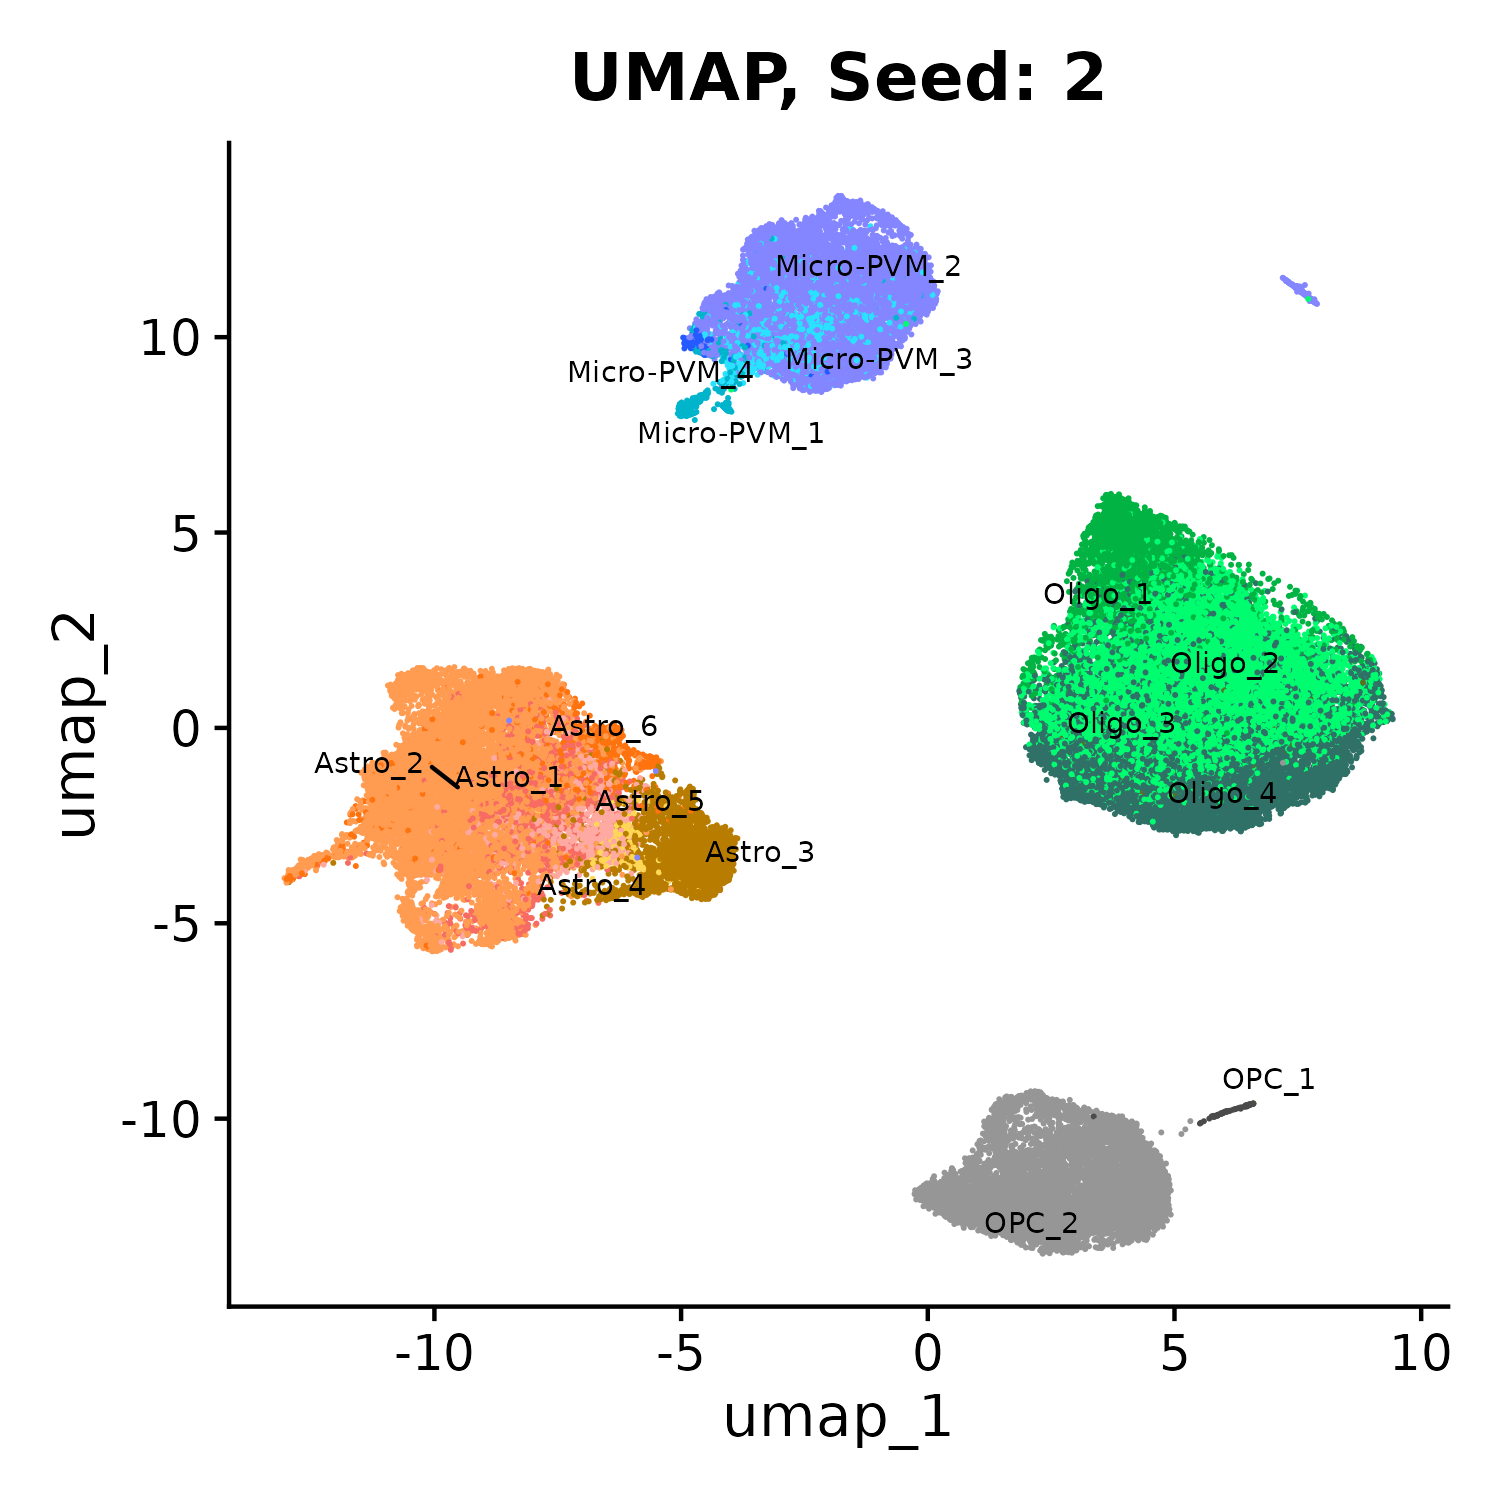 UMAP, Seed: 2
umap_2
10
5
0
-5
-10
Micro-PVM_2
Micro-PVM_3
Micro-PVM_4
Micro-PVM_1
Oligo_1
Oligo_2
Oligo_3
Oligo_4
Astro_6
Astro_2
Astro_1
Astro_5
Astro_3
Astro_4
OPC_1
OPC_2
-10
-5
0
5
10
umap_1